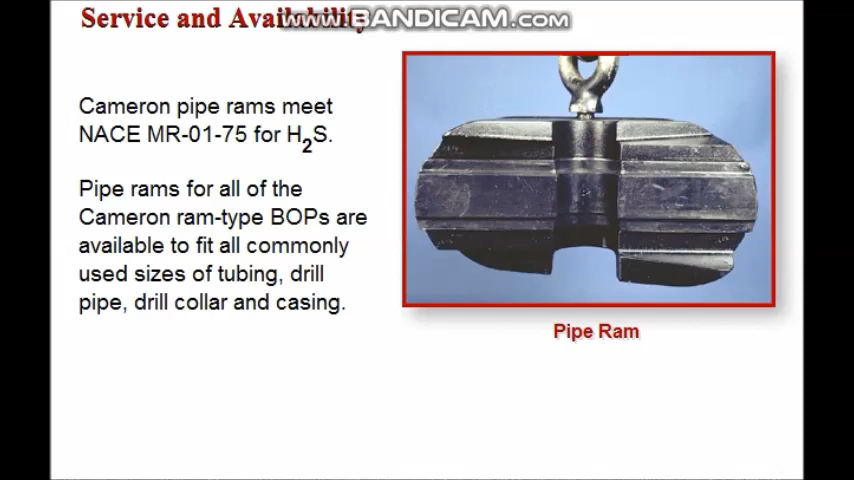 Service and Availability
www.BANDICAM.com
Cameron pipe rams meet
NACE MR-01-75 for H₂S.
Pipe rams for all of the
Cameron ram-type BOPs are
available to fit all commonly
used sizes of tubing, drill
pipe, drill collar and casing.
Pipe Ram